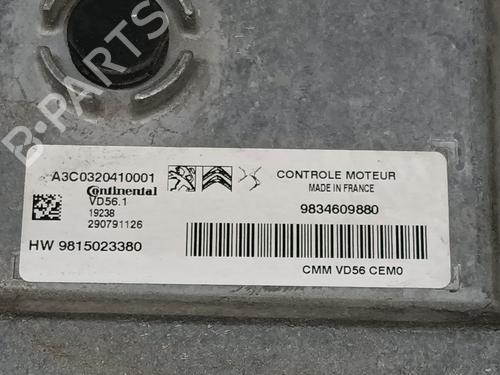 B-PARTS
A3C0320410001
Continental
VD56.1
19238
290791126
HW 9815023380
CONTROLE MOTEUR
MADE IN FRANCE
9834609880
CMM VD56 CEM0